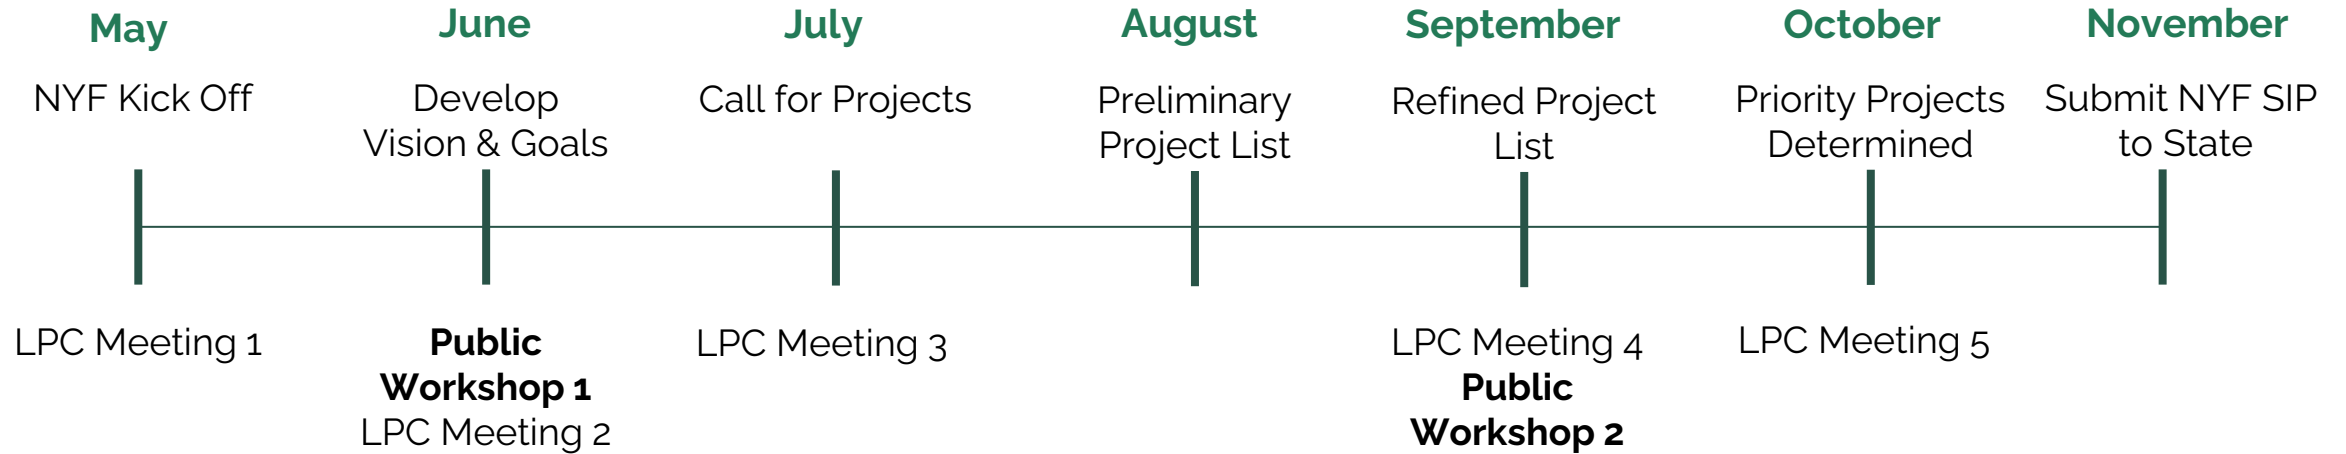 May
NYF Kick Off
LPC Meeting 1
June
Develop
Vision & Goals
Public
Workshop 1
LPC Meeting 2
July
Call for Projects
LPC Meeting 3
August
Preliminary
Project List
September
Refined Project
List
LPC Meeting 4
Public
Workshop 2
October
Priority Projects
Determined
LPC Meeting 5
November
Submit NYF SIP
to State